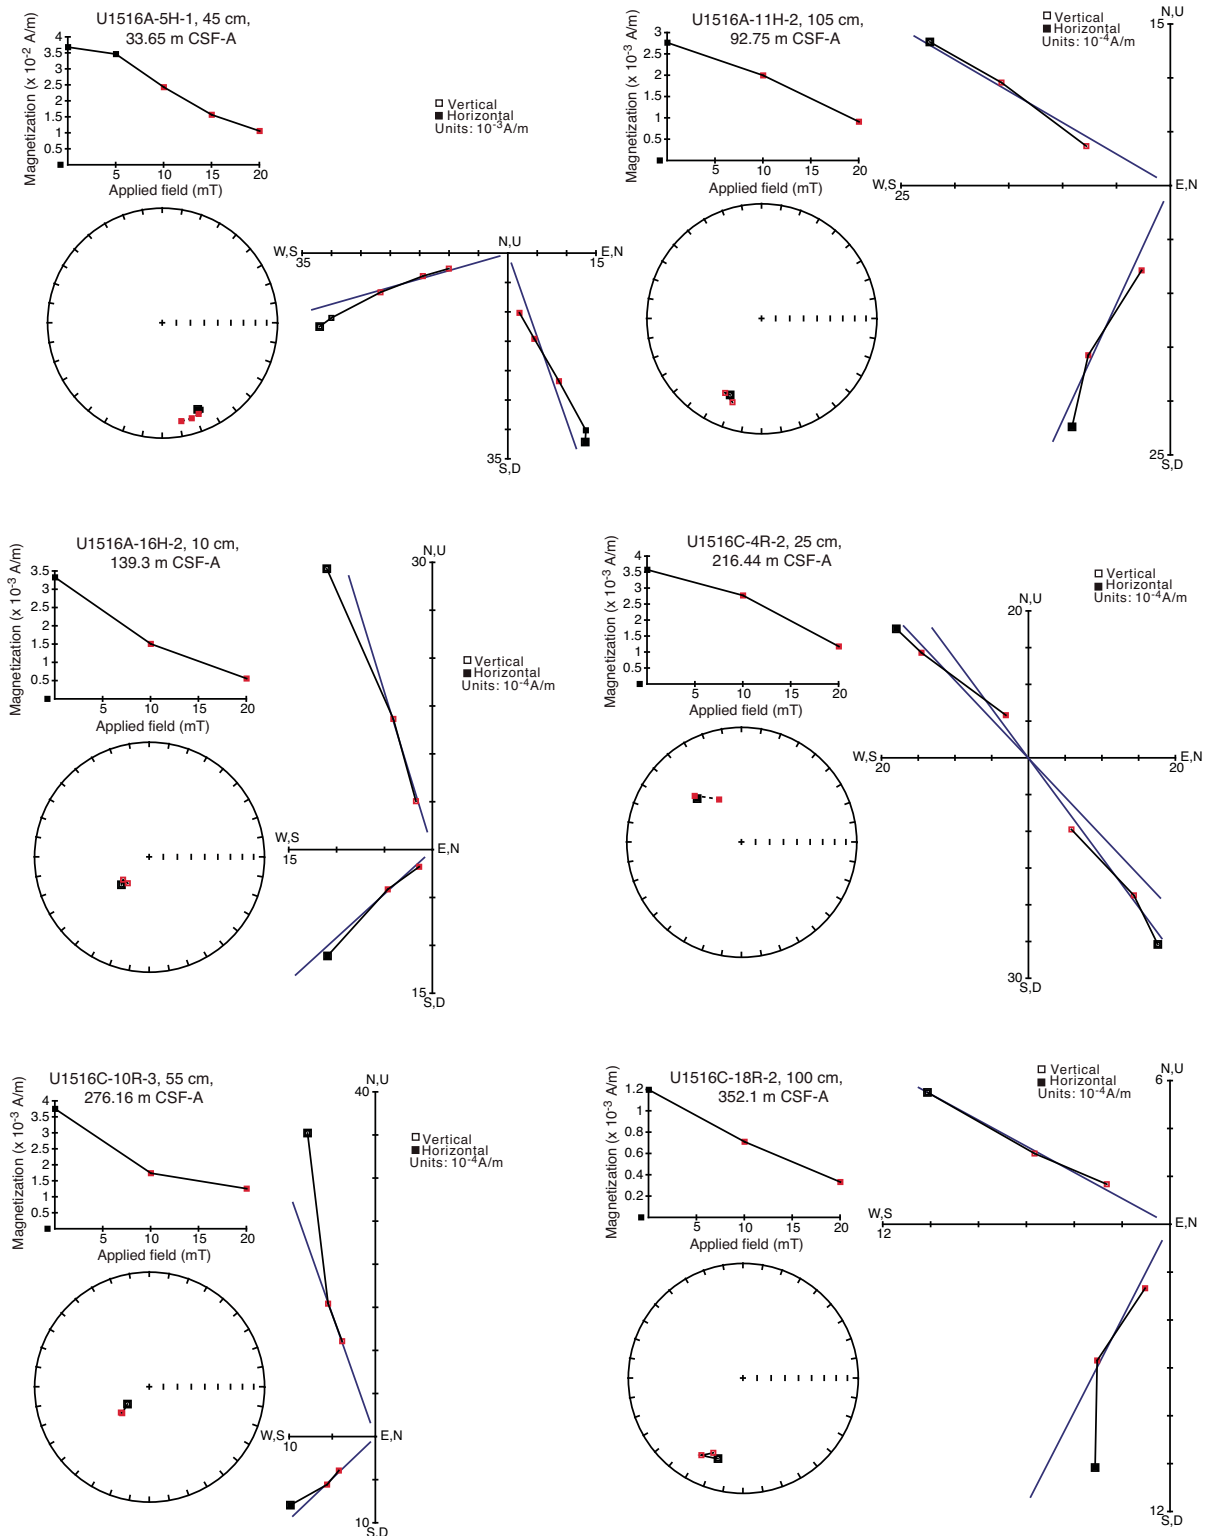 U1516A-5H-1, 45 cm,
33.65 m CSF-A
Magnetization (x 10-2 A/m)
4
3.5
3
2.5
2
1.5
1
0.5
5 10 15 20
Applied field (mT)
Vertical
Horizontal
Units: 10-3A/m
N,U
W,S
E,N
35
15
35
S,D
U1516A-11H-2, 105 cm,
92.75 m CSF-A
Magnetization (x 10-3 A/m)
3
2.5
2
1.5
1
0.5
5 10 15 20
Applied field (mT)
Vertical
Horizontal
Units: 10-4A/m
N,U
15
W,S
E,N
25
25
S,D
U1516A-16H-2, 10 cm,
139.3 m CSF-A
Magnetization (x 10-3 A/m)
3.5
3
2.5
2
1.5
1
0.5
5 10 15 20
Applied field (mT)
Vertical
Horizontal
Units: 10-4A/m
N,U
30
W,S
E,N
15
15
S,D
U1516C-4R-2, 25 cm,
216.44 m CSF-A
Magnetization (x 10-3 A/m)
4
3.5
3
2.5
2
1.5
1
0.5
5 10 15 20
Applied field (mT)
Vertical
Horizontal
Units: 10-4A/m
N,U
20
W,S
E,N
20
20
30
S,D
U1516C-10R-3, 55 cm,
276.16 m CSF-A
Magnetization (x 10-3 A/m)
4
3.5
3
2.5
2
1.5
1
0.5
5 10 15 20
Applied field (mT)
Vertical
Horizontal
Units: 10-4A/m
N,U
40
W,S
E,N
10
10
S,D
U1516C-18R-2, 100 cm,
352.1 m CSF-A
Magnetization (x 10-3 A/m)
1.2
1
0.8
0.6
0.4
0.2
5 10 15 20
Applied field (mT)
Vertical
Horizontal
Units: 10-4A/m
N,U
6
W,S
E,N
12
12
S,D